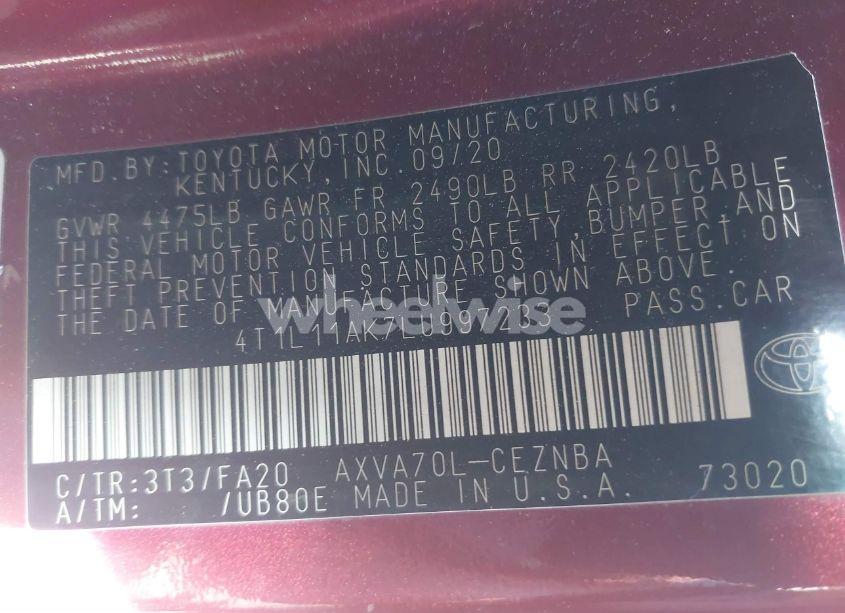 MFD.BY:TOYOTA MOTOR MANUFACTURING,
KENTUCKY,INC. 09/20
GVWR 4475LB GAWR FR 2490LB RR 2420LB
THIS VEHICLE CONFORMS TO ALL APPLICABLE
FEDERAL MOTOR VEHICLE SAFETY,BUMPER,AND
THEFT PREVENTION STANDARDS IN EFFECT ON
THE DATE OF MANUFACTURE SHOWN ABOVE.
wheelwise
PASS.CAR
C/TR:3T3/FA20 AXVA70L-CEZNBA
A/TM: /UB80E MADE IN U.S.A. 73020